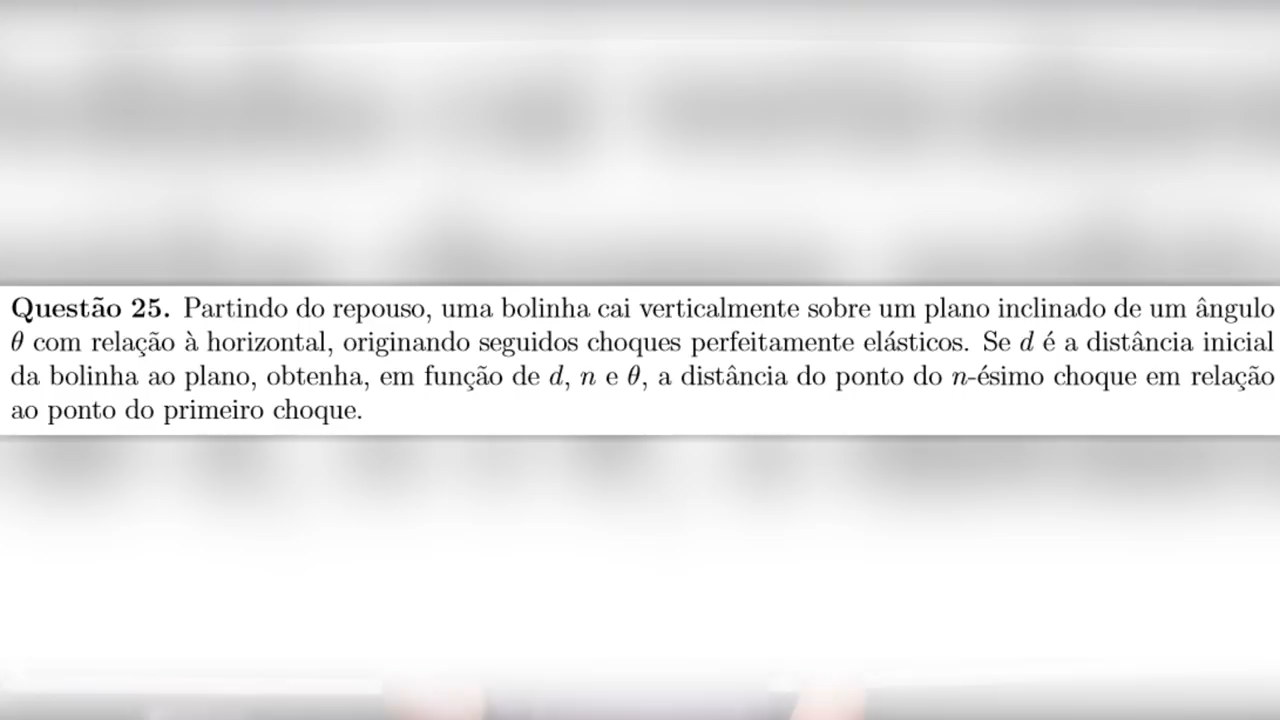 Questão 25. Partindo do repouso, uma bolinha cai verticalmente sobre um plano inclinado de um ângulo
θ com relação à horizontal, originando seguidos choques perfeitamente elásticos. Se d é a distância inicial
da bolinha ao plano, obtenha, em função de d, n e θ, a distância do ponto do n-ésimo choque em relação
ao ponto do primeiro choque.